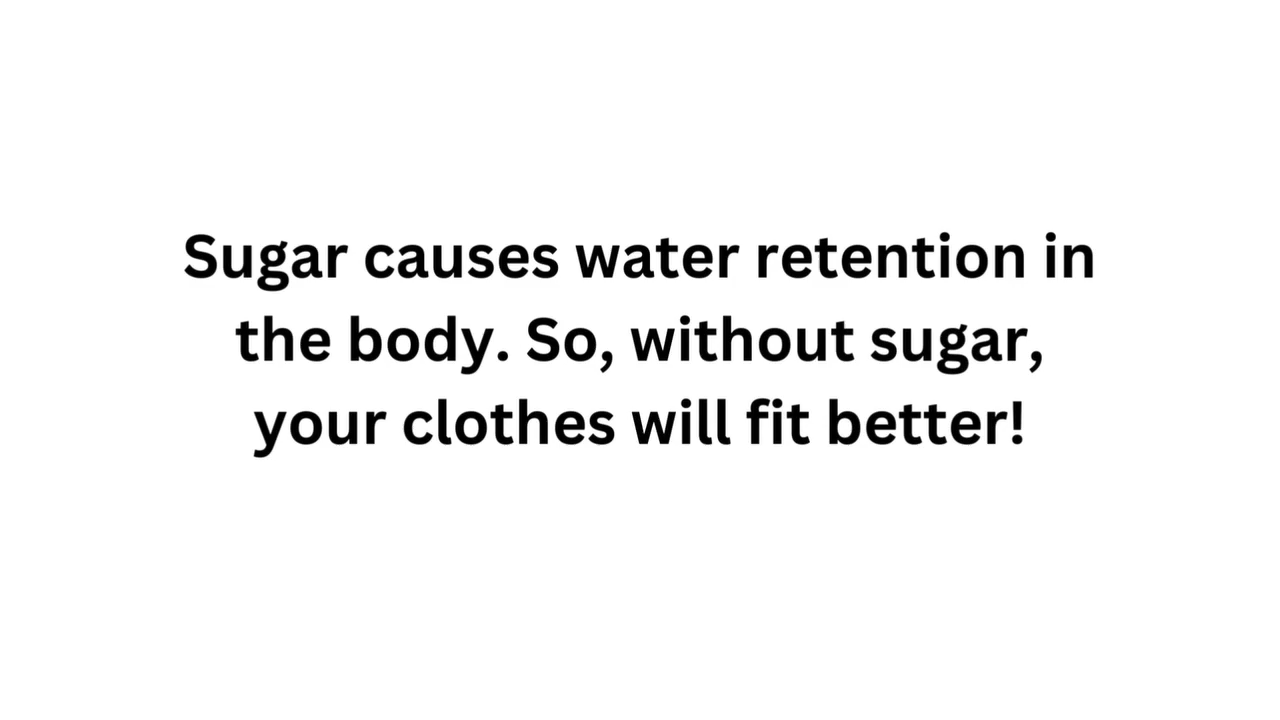 Sugar causes water retention in
the body. So, without sugar,
your clothes will fit better!